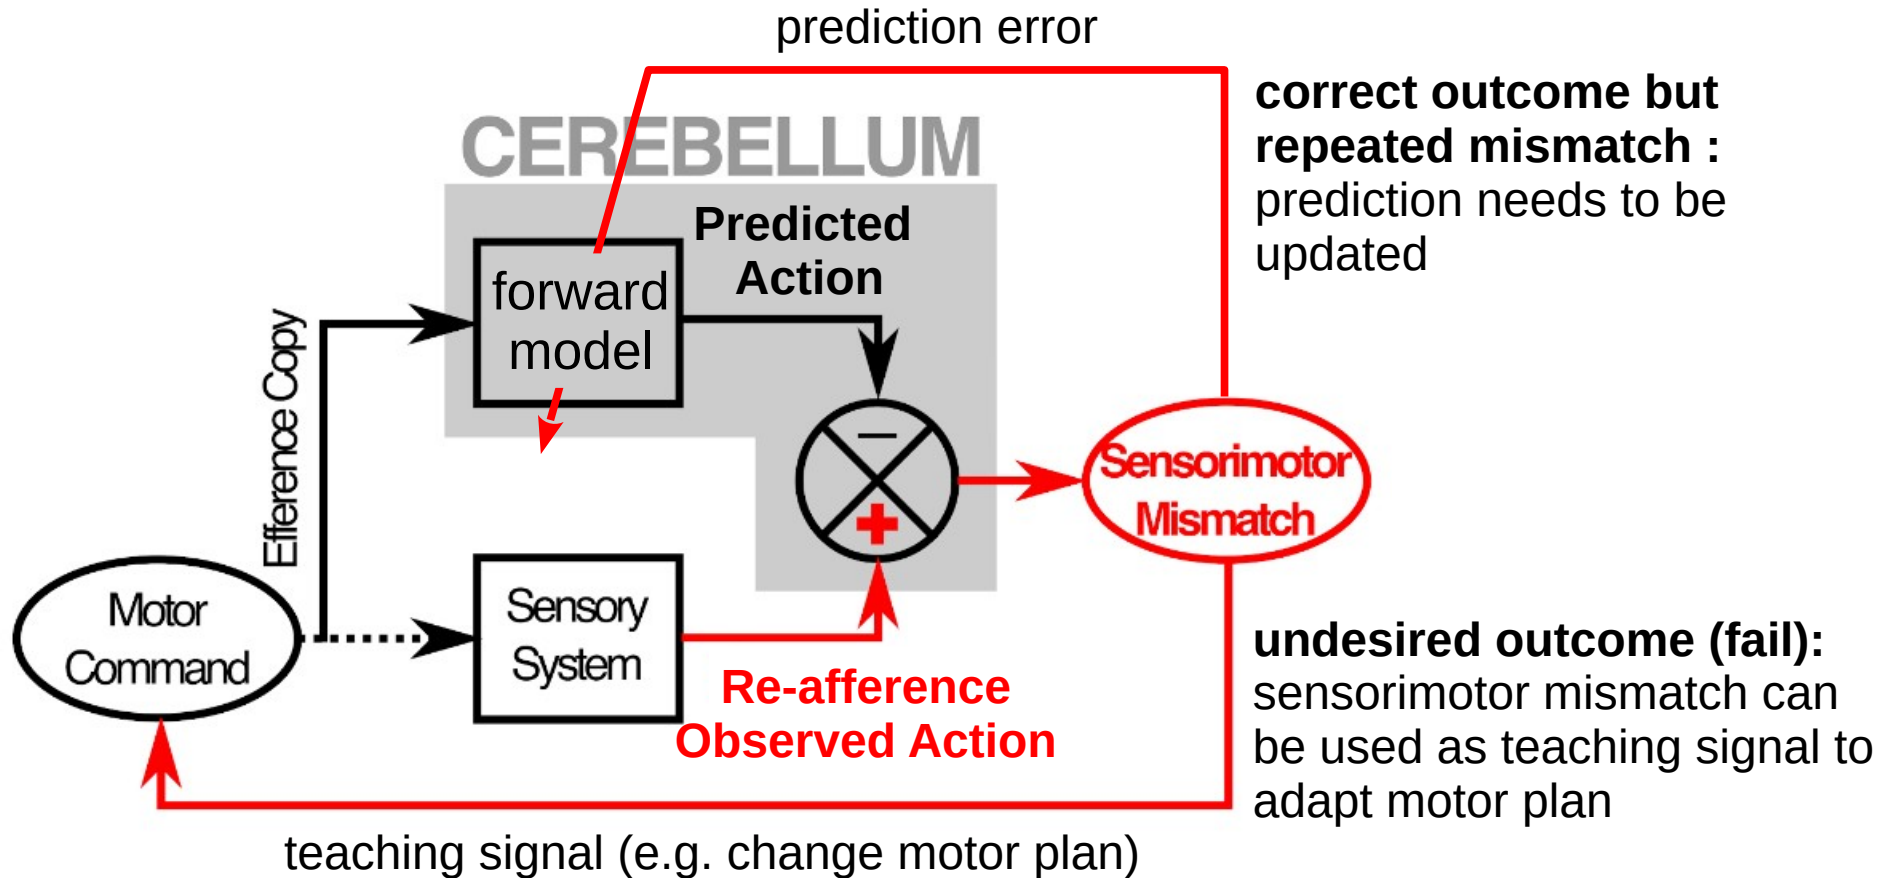 prediction error
correct outcome but
repeated mismatch :
prediction needs to be
updated
CEREBELLUM
Predicted
Action
forward
model
Efference Copy
−
+
Sensorimotor
Mismatch
Motor
Command
Sensory
System
Re-afference
Observed Action
undesired outcome (fail):
sensorimotor mismatch can
be used as teaching signal to
adapt motor plan
teaching signal (e.g. change motor plan)